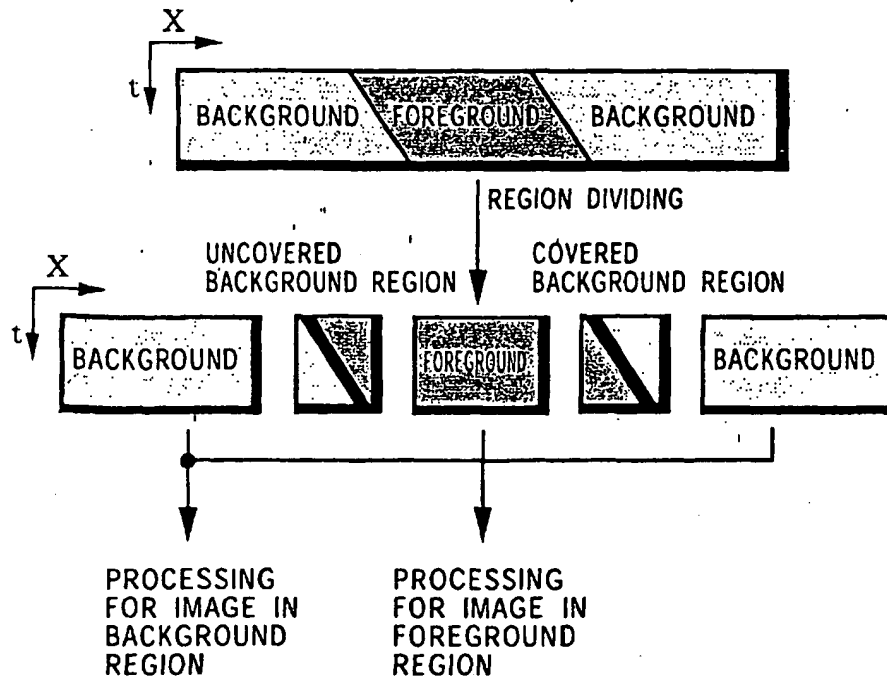 X
t
BACKGROUND FOREGROUND BACKGROUND
REGION DIVIDING
UNCOVERED
BACKGROUND REGION
COVERED
BACKGROUND REGION
X
t
BACKGROUND FOREGROUND BACKGROUND
PROCESSING
FOR IMAGE IN
BACKGROUND
REGION
PROCESSING
FOR IMAGE IN
FOREGROUND
REGION